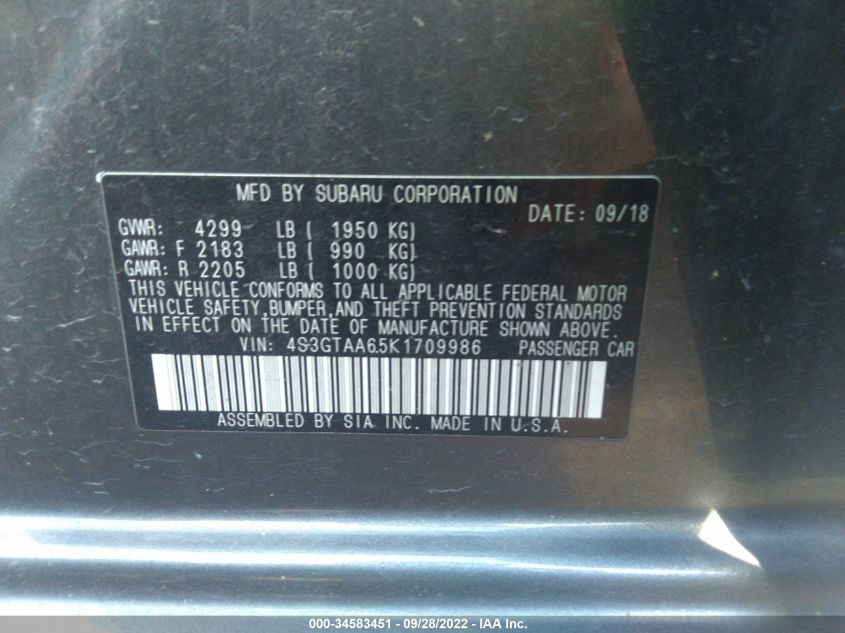 MFD BY SUBARU CORPORATION
DATE: 09/18
GVWR: 4299 LB ( 1950 KG)
GAWR: F 2183 LB ( 990 KG)
GAWR: R 2205 LB ( 1000 KG)
THIS VEHICLE CONFORMS TO ALL APPLICABLE FEDERAL MOTOR
VEHICLE SAFETY,BUMPER,AND THEFT PREVENTION STANDARDS
IN EFFECT ON THE DATE OF MANUFACTURE SHOWN ABOVE.
VIN: 4S3GTAA65K1709986 PASSENGER CAR
ASSEMBLED BY SIA INC. MADE IN U.S.A.
000-34583451 - 09/28/2022 - IAA Inc.